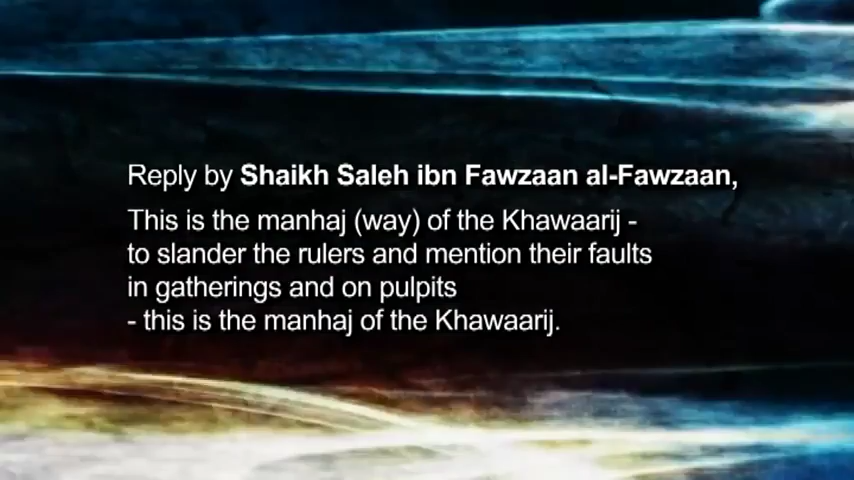 Reply by Shaikh Saleh ibn Fawzaan al-Fawzaan,
This is the manhaj (way) of the Khawaarij -
to slander the rulers and mention their faults
in gatherings and on pulpits
- this is the manhaj of the Khawaarij.